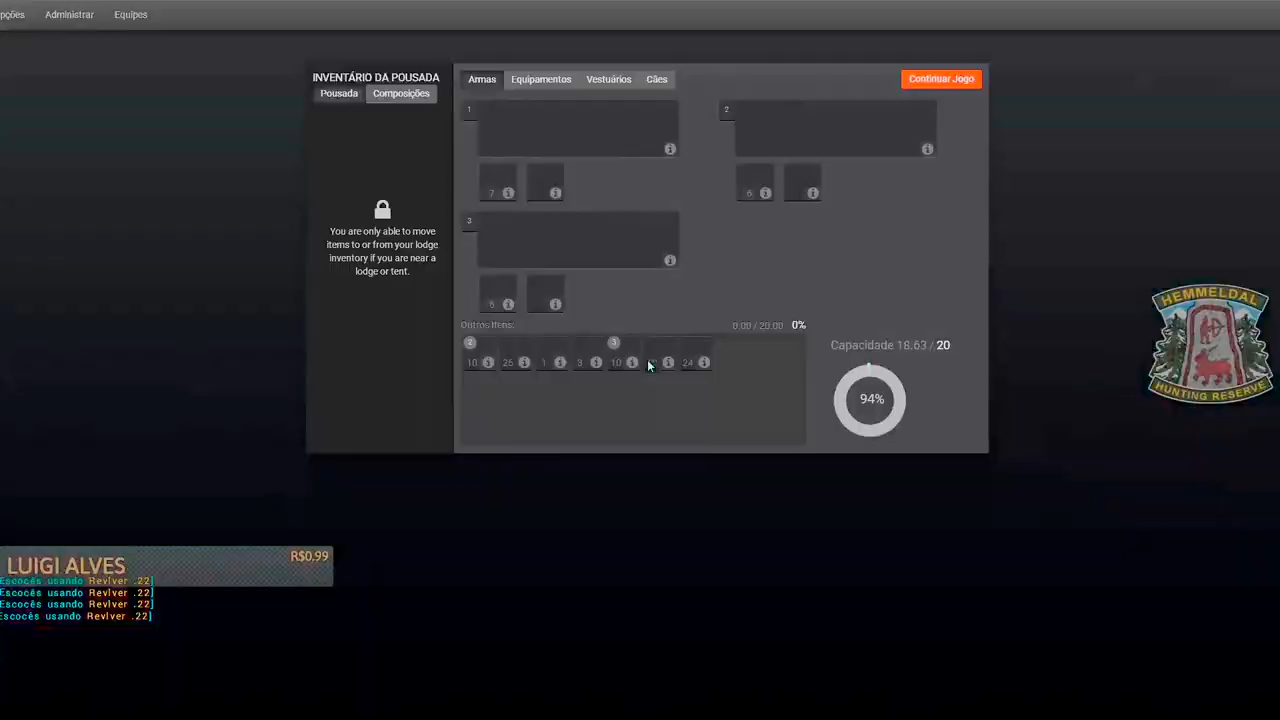 pções Administrar Equipes
INVENTÁRIO DA POUSADA
Pousada Composições
Armas Equipamentos Vestuários Cães
Continuar Jogo
1
2
7
6
3
6
You are only able to move
items to or from your lodge
inventory if you are near a
lodge or tent.
Outros itens:
0.00 / 20.00 0%
2
3
10 25 1 3 10 24
Capacidade 18.63 / 20
94%
HEMMELDAL
HUNTING RESERVE
LUIGI ALVES
R$0.99
Escocês usando Revlver .22]
Escocês usando Revlver .22]
Escocês usando Revlver .22]
Escocês usando Revlver .22]